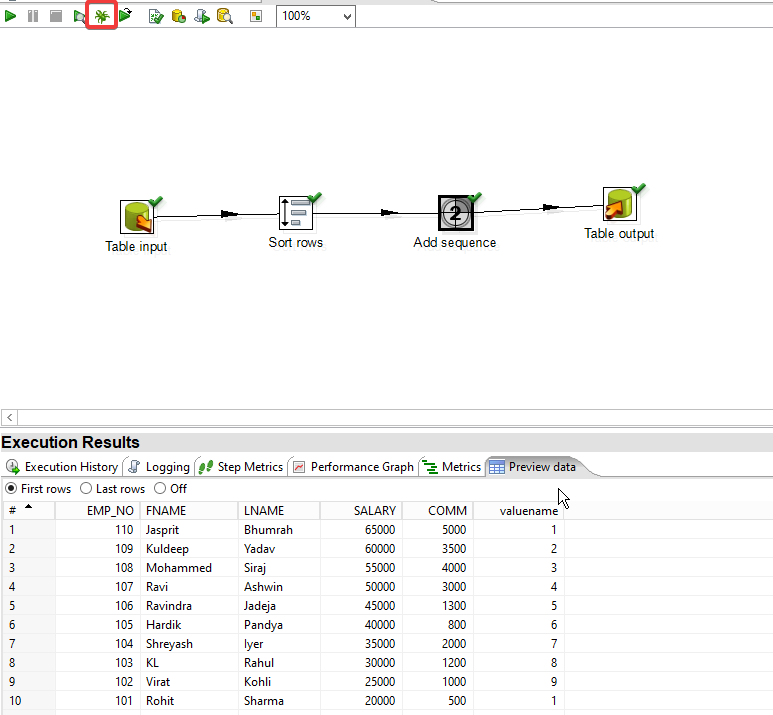 100%
2
Table input
Sort rows
Add sequence
Table output
Execution Results
Execution History Logging Step Metrics Performance Graph Metrics Preview data
First rows Last rows Off
# EMP_NO FNAME LNAME SALARY COMM valuename
1 110 Jasprit Bhumrah 65000 5000 1
2 109 Kuldeep Yadav 60000 3500 2
3 108 Mohammed Siraj 55000 4000 3
4 107 Ravi Ashwin 50000 3000 4
5 106 Ravindra Jadeja 45000 1300 5
6 105 Hardik Pandya 40000 800 6
7 104 Shreyash Iyer 35000 2000 7
8 103 KL Rahul 30000 1200 8
9 102 Virat Kohli 25000 1000 9
10 101 Rohit Sharma 20000 500 1